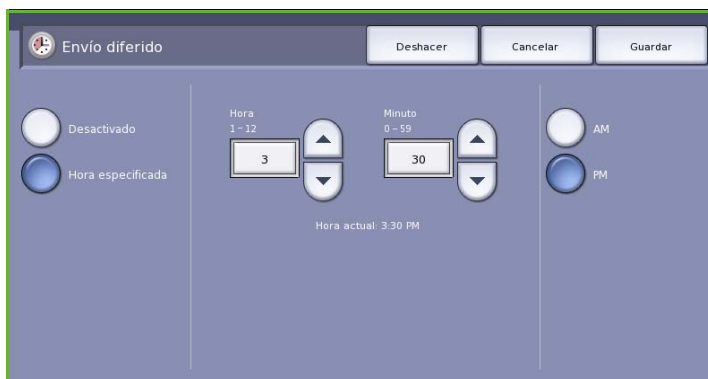 Envío diferido
Deshacer
Cancelar
Guardar
Desactivado
Hora especificada
Hora
1 – 12
3
Minuto
0 – 59
30
AM
PM
Hora actual: 3:30 PM